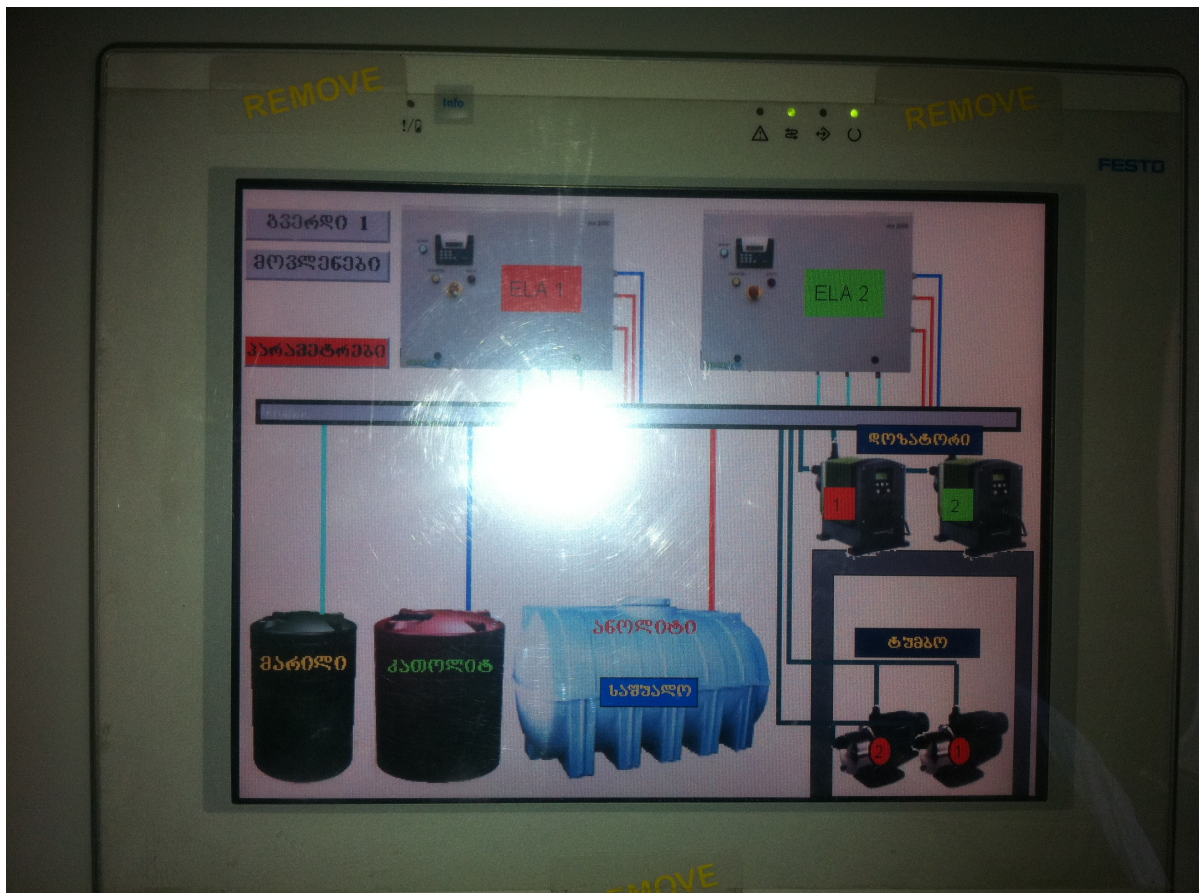 REMOVE
Info
REMOVE
FESTO
გვერდი 1
მოვლენები
პარამეტრები
ELA 1
ELA 2
დოზატორი
1
2
მარილი
კათოლიტ
ანოლიტი
საშუალო
ტუმბო
2
1
REMOVE